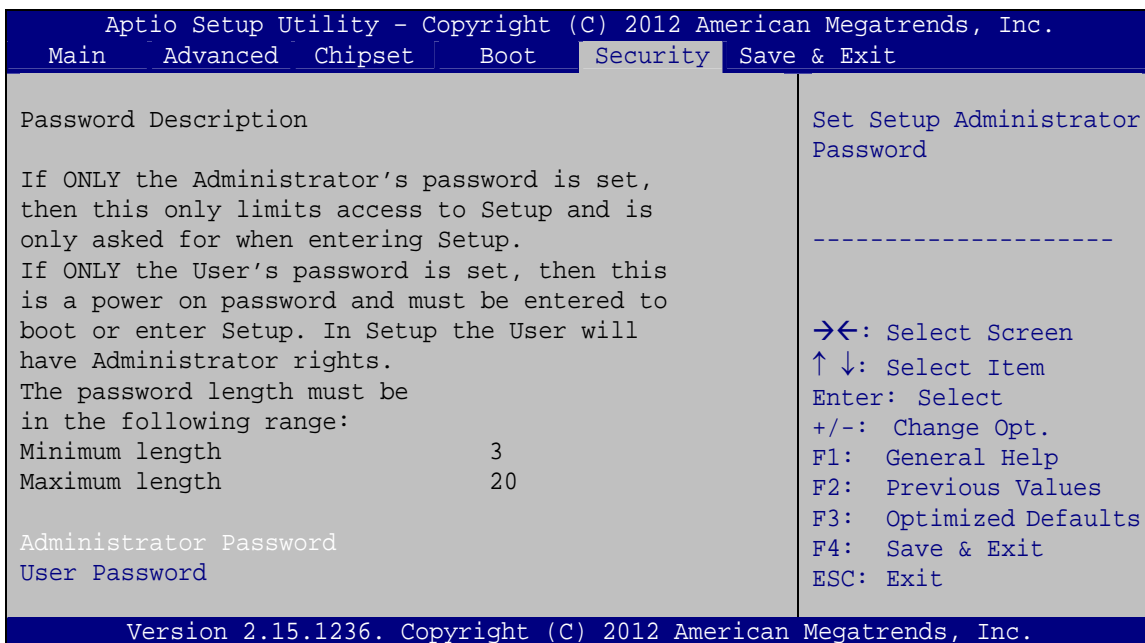 Aptio Setup Utility – Copyright (C) 2012 American Megatrends, Inc.
Main Advanced Chipset Boot Security Save & Exit
Password Description
If ONLY the Administrator’s password is set,
then this only limits access to Setup and is
only asked for when entering Setup.
If ONLY the User’s password is set, then this
is a power on password and must be entered to
boot or enter Setup. In Setup the User will
have Administrator rights.
The password length must be
in the following range:
Minimum length 3
Maximum length 20
Administrator Password
User Password
Set Setup Administrator
Password
----------------------
→←: Select Screen
↑ ↓: Select Item
Enter: Select
+/-: Change Opt.
F1: General Help
F2: Previous Values
F3: Optimized Defaults
F4: Save & Exit
ESC: Exit
Version 2.15.1236. Copyright (C) 2012 American Megatrends, Inc.